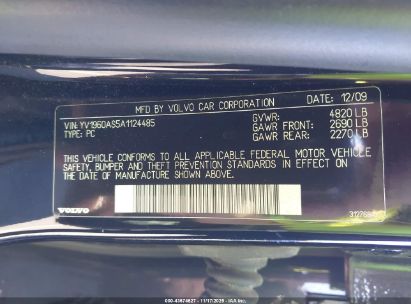 MFD BY VOLVO CAR CORPORATION DATE: 12/09
VIN: YV1960AS5A1124485 GVWR: 4820 LB
TYPE: PC GAWR FRONT: 2690 LB
GAWR REAR: 2270 LB
THIS VEHICLE CONFORMS TO ALL APPLICABLE FEDERAL MOTOR VEHICLE
SAFETY, BUMPER AND THEFT PREVENTION STANDARDS IN EFFECT ON
THE DATE OF MANUFACTURE SHOWN ABOVE.
VOLVO